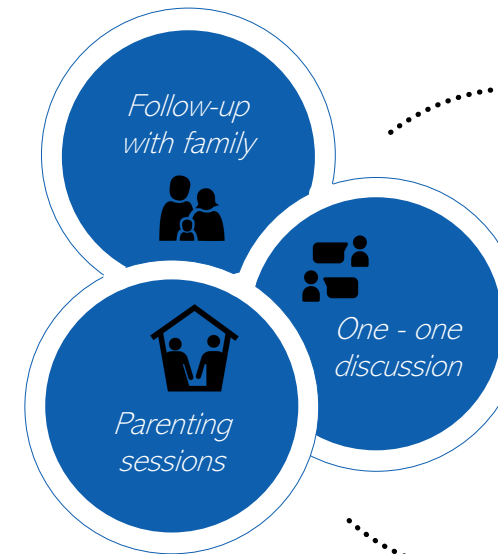 Follow-up
with family
One - one
discussion
Parenting
sessions